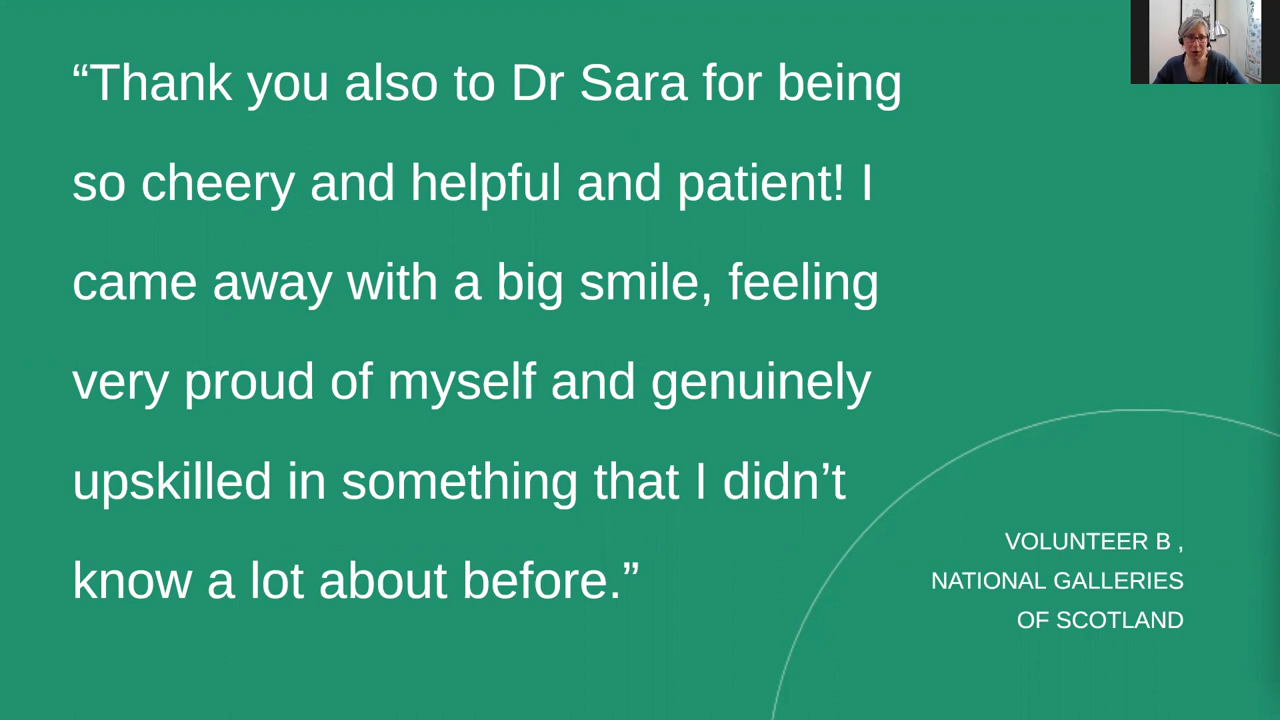 “Thank you also to Dr Sara for being
so cheery and helpful and patient! I
came away with a big smile, feeling
very proud of myself and genuinely
upskilled in something that I didn’t
know a lot about before.”
VOLUNTEER B ,
NATIONAL GALLERIES
OF SCOTLAND